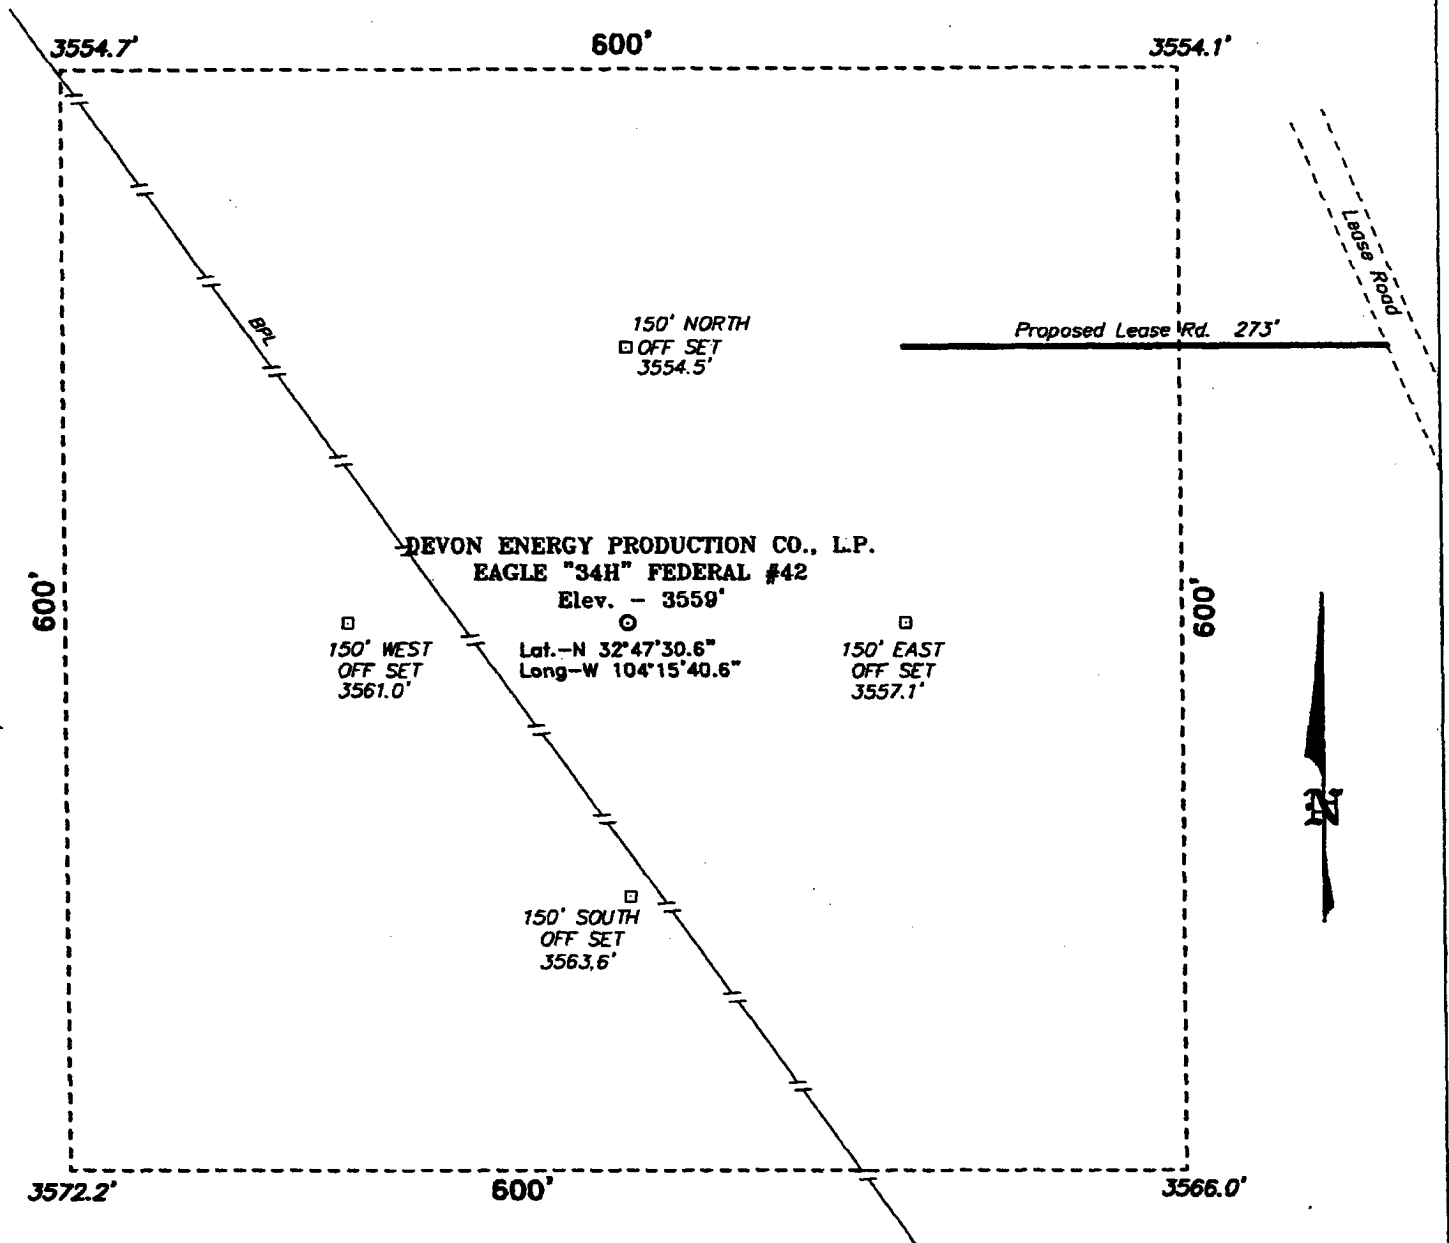 3554.7'
600'
3554.1'
Lease Road
BPL
150' NORTH
OFF SET
3554.5'
Proposed Lease Rd. 273'
DEVON ENERGY PRODUCTION CO., L.P.
EAGLE "34H" FEDERAL #42
Elev. - 3559'
600'
600'
150' WEST
OFF SET
3561.0'
Lat.-N 32°47'30.6"
Long-W 104°15'40.6"
150' EAST
OFF SET
3557.1'
N
150' SOUTH
OFF SET
3563,6'
3572.2'
600'
3566.0'